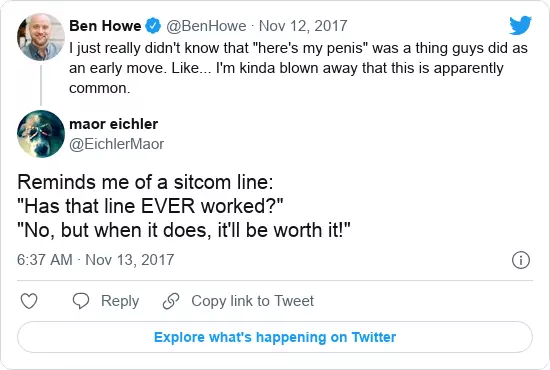 Ben Howe @BenHowe · Nov 12, 2017
I just really didn't know that "here's my penis" was a thing guys did as
an early move. Like... I'm kinda blown away that this is apparently
common.
maor eichler
@EichlerMaor
Reminds me of a sitcom line:
"Has that line EVER worked?"
"No, but when it does, it'll be worth it!"
6:37 AM · Nov 13, 2017
Reply Copy link to Tweet
Explore what's happening on Twitter